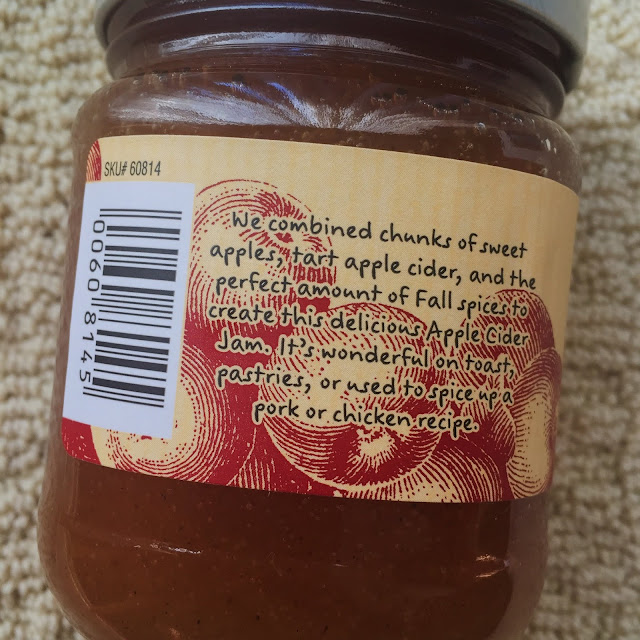 SKU# 60814
00608145
We combined chunks of sweet
apples, tart apple cider, and the
perfect amount of Fall spices to
create this delicious Apple Cider
Jam. It's wonderful on toast,
pastries, or used to spice up a
pork or chicken recipe.